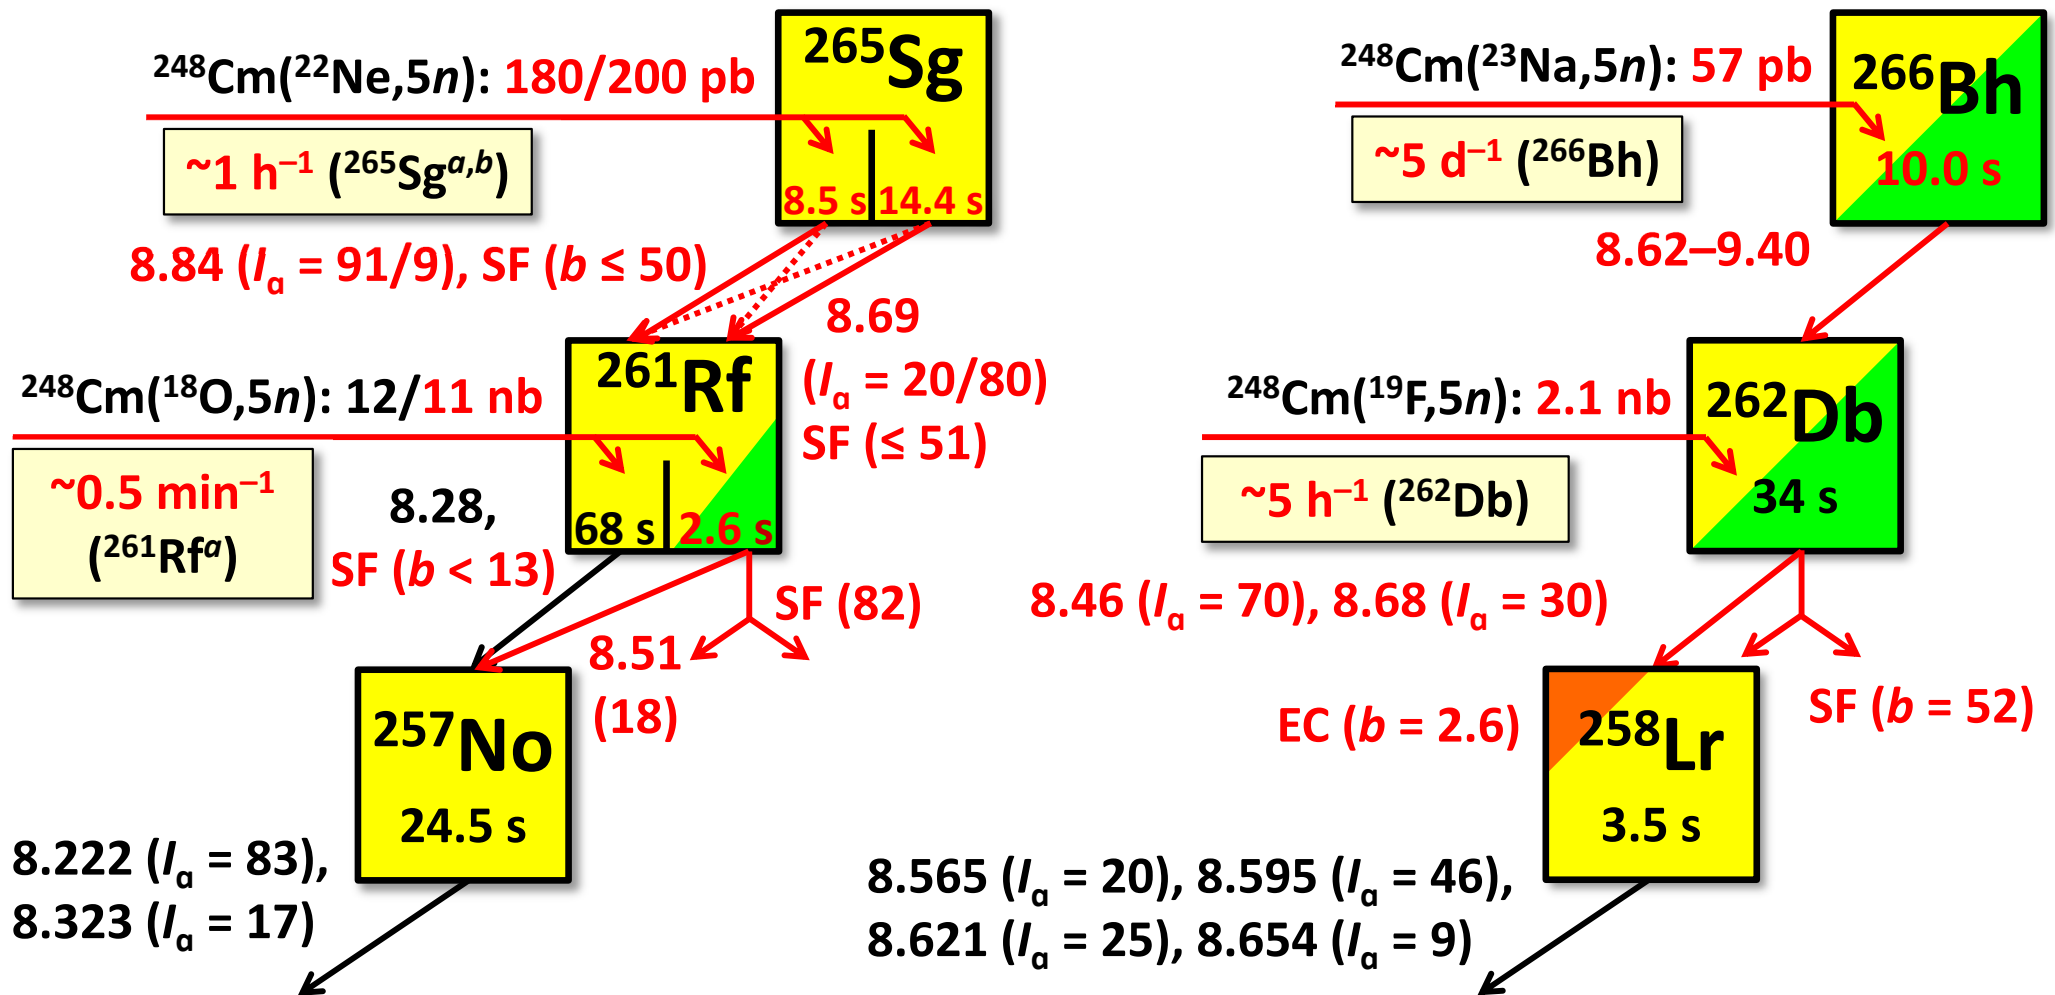 ²⁶⁵Sg
²⁴⁸Cm(²²Ne,5n): 180/200 pb
~1 h⁻¹ (²⁶⁵Sgᵃ,ᵇ)
8.5 s 14.4 s
8.84 (Iα = 91/9), SF (b ≤ 50)
8.69
(Iα = 20/80)
SF (≤ 51)
²⁶¹Rf
²⁴⁸Cm(¹⁸O,5n): 12/11 nb
~0.5 min⁻¹
(²⁶¹Rfᵃ)
68 s 2.6 s
8.28,
SF (b < 13)
SF (82)
8.51
(18)
²⁵⁷No
24.5 s
8.222 (Iα = 83),
8.323 (Iα = 17)
²⁶⁶Bh
²⁴⁸Cm(²³Na,5n): 57 pb
~5 d⁻¹ (²⁶⁶Bh)
10.0 s
8.62–9.40
²⁶²Db
²⁴⁸Cm(¹⁹F,5n): 2.1 nb
~5 h⁻¹ (²⁶²Db)
34 s
8.46 (Iα = 70), 8.68 (Iα = 30)
SF (b = 52)
EC (b = 2.6)
²⁵⁸Lr
3.5 s
8.565 (Iα = 20), 8.595 (Iα = 46),
8.621 (Iα = 25), 8.654 (Iα = 9)